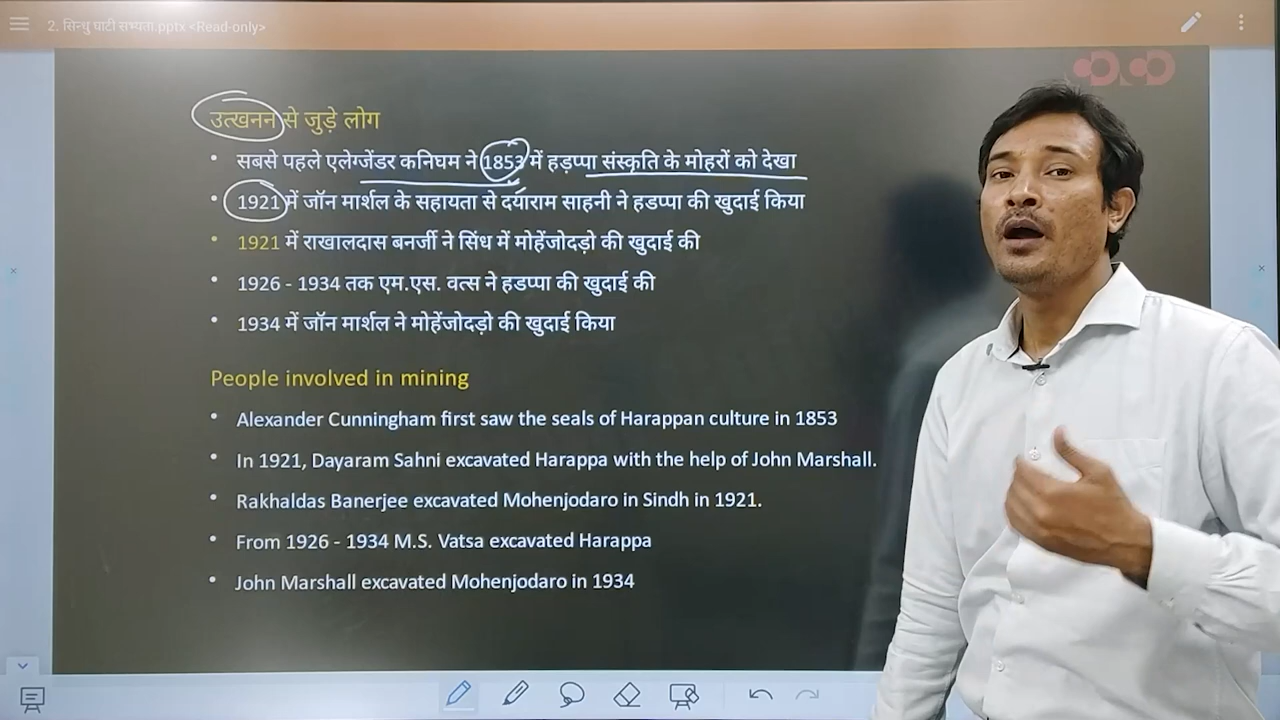 2. सिन्धु घाटी सभ्यता.pptx <Read-only>
उत्खनन से जुड़े लोग
• सबसे पहले एलेग्जेंडर कनिघम ने 1853 में हड़प्पा संस्कृति के मोहरों को देखा
• 1921 में जॉन मार्शल के सहायता से दयाराम साहनी ने हडप्पा की खुदाई किया
• 1921 में राखालदास बनर्जी ने सिंध में मोहेंजोदड़ो की खुदाई की
• 1926 - 1934 तक एम.एस. वत्स ने हडप्पा की खुदाई की
• 1934 में जॉन मार्शल ने मोहेंजोदड़ो की खुदाई किया
People involved in mining
• Alexander Cunningham first saw the seals of Harappan culture in 1853
• In 1921, Dayaram Sahni excavated Harappa with the help of John Marshall.
• Rakhaldas Banerjee excavated Mohenjodaro in Sindh in 1921.
• From 1926 - 1934 M.S. Vatsa excavated Harappa
• John Marshall excavated Mohenjodaro in 1934